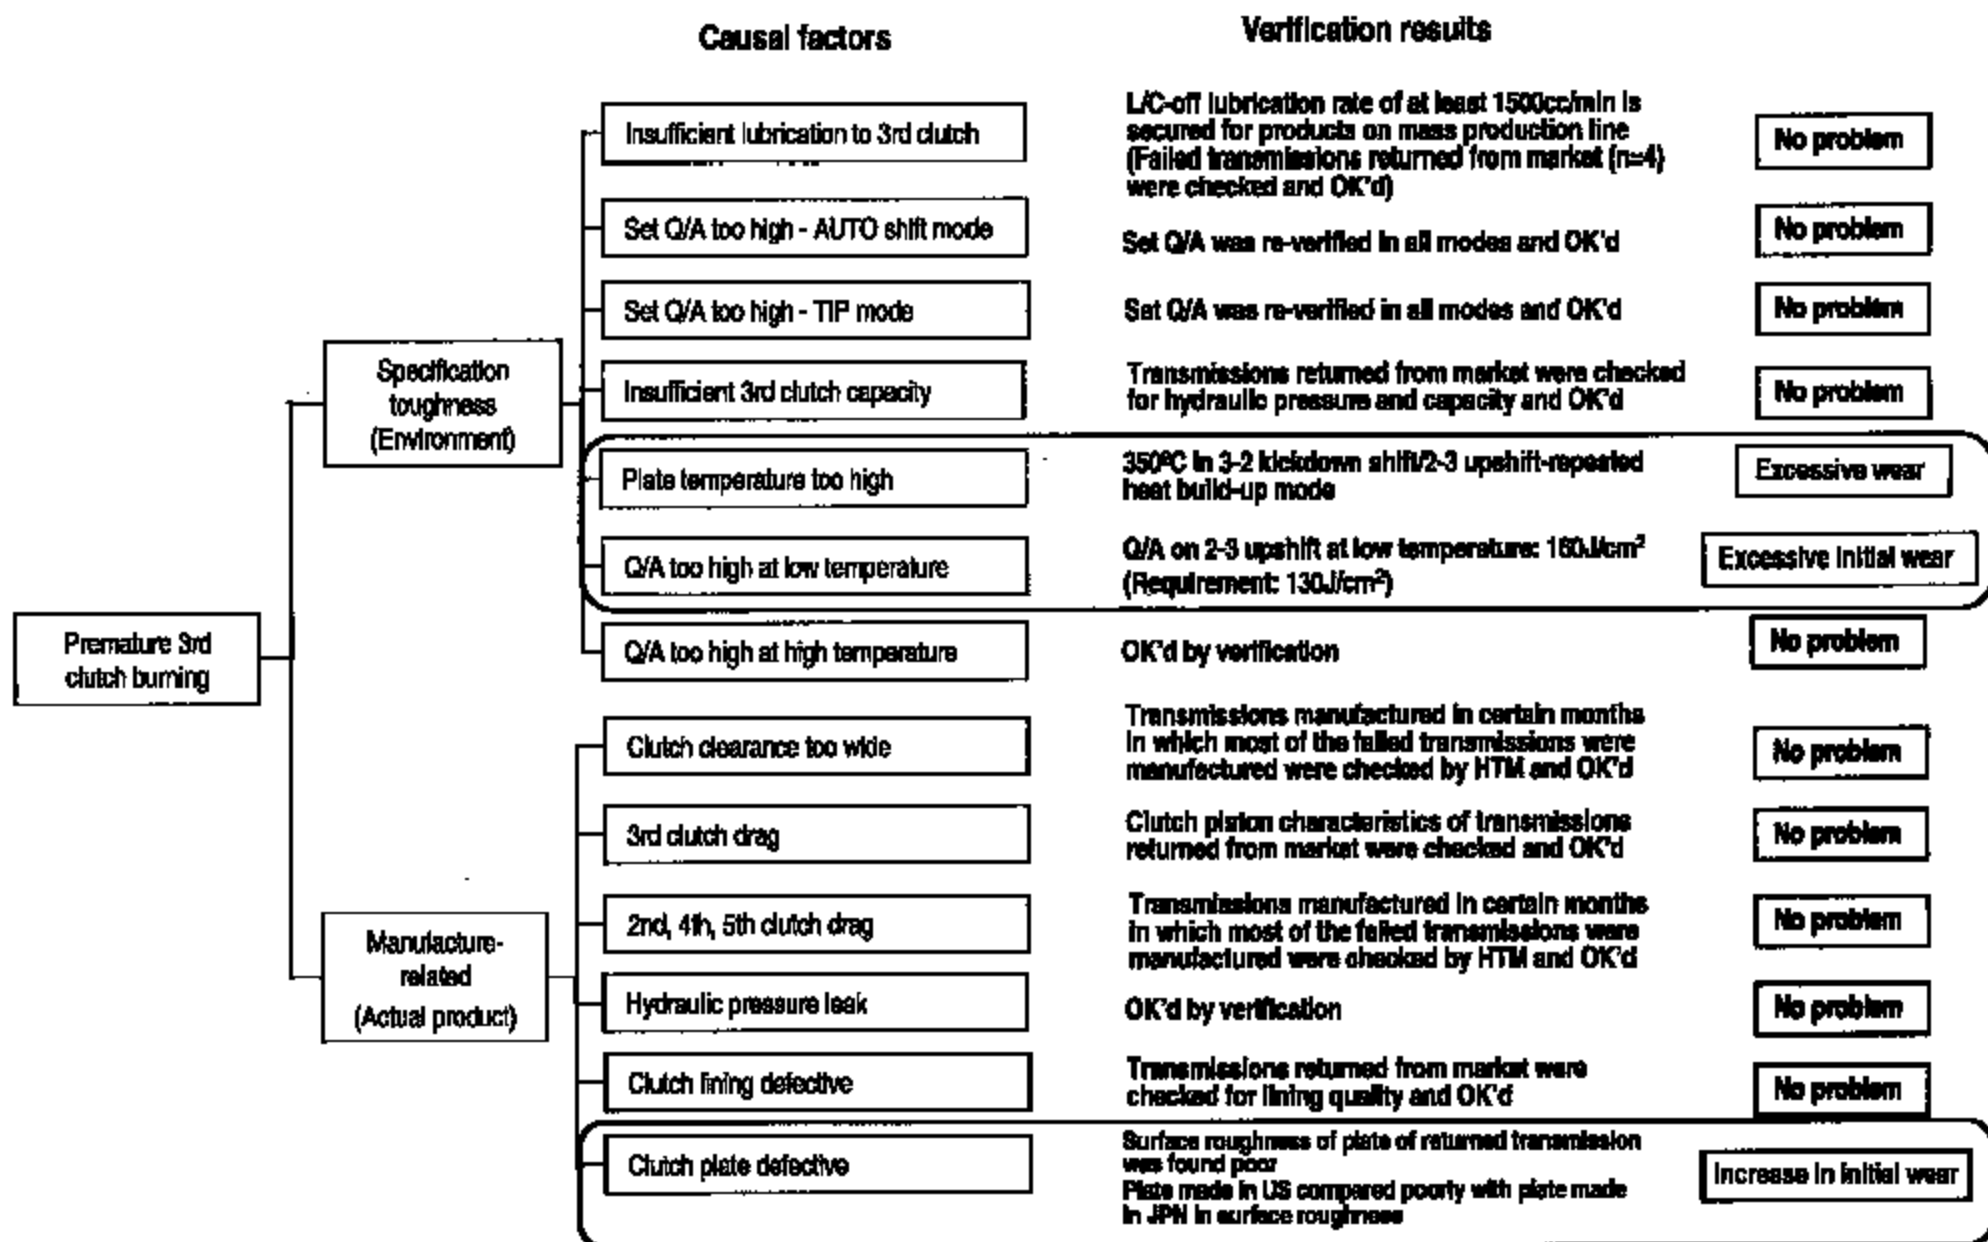 Causal factors
Verification results
Premature 3rd
clutch burning
Specification
toughness
(Environment)
Insufficient lubrication to 3rd clutch
L/C-off lubrication rate of at least 1500cc/min is
secured for products on mass production line
(Failed transmissions returned from market (n=4)
were checked and OK'd)
No problem
Set Q/A too high - AUTO shift mode
Set Q/A was re-verified in all modes and OK'd
No problem
Set Q/A too high - TIP mode
Set Q/A was re-verified in all modes and OK'd
No problem
Insufficient 3rd clutch capacity
Transmissions returned from market were checked
for hydraulic pressure and capacity and OK'd
No problem
Plate temperature too high
350ºC in 3-2 kickdown shift/2-3 upshift-repeated
heat build-up mode
Excessive wear
Q/A too high at low temperature
Q/A on 2-3 upshift at low temperature: 160J/cm²
(Requirement: 130J/cm²)
Excessive initial wear
Q/A too high at high temperature
OK'd by verification
No problem
Manufacture-
related
(Actual product)
Clutch clearance too wide
Transmissions manufactured in certain months
in which most of the failed transmissions were
manufactured were checked by HTM and OK'd
No problem
3rd clutch drag
Clutch piston characteristics of transmissions
returned from market were checked and OK'd
No problem
2nd, 4th, 5th clutch drag
Transmissions manufactured in certain months
in which most of the failed transmissions were
manufactured were checked by HTM and OK'd
No problem
Hydraulic pressure leak
OK'd by verification
No problem
Clutch lining defective
Transmissions returned from market were
checked for lining quality and OK'd
No problem
Clutch plate defective
Surface roughness of plate of returned transmission
was found poor
Plate made in US compared poorly with plate made
in JPN in surface roughness
Increase in initial wear